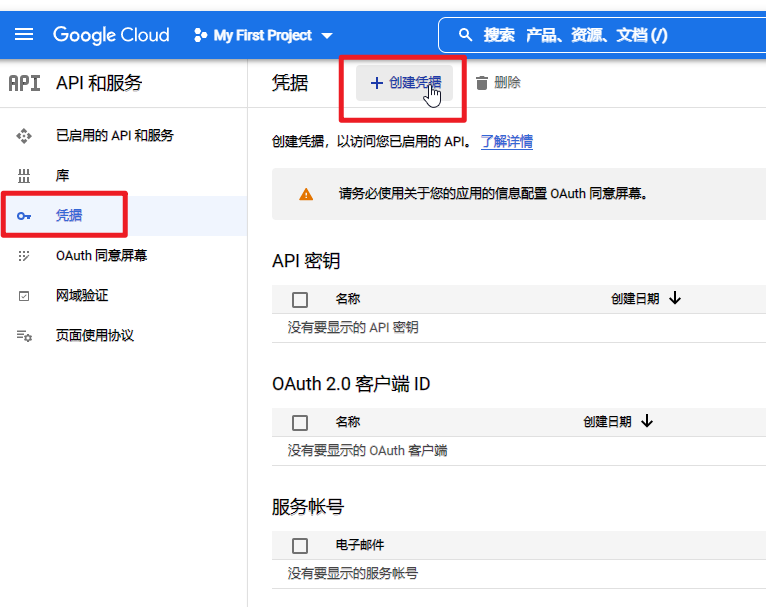 Google Cloud My First Project 搜索 产品、资源、文档 (/)
API API 和服务
凭据 + 创建凭据 删除
已启用的 API 和服务
库
凭据
OAuth 同意屏幕
网域验证
页面使用协议
创建凭据，以访问您已启用的 API。 了解详情
请务必使用关于您的应用的信息配置 OAuth 同意屏幕。
API 密钥
名称 创建日期
没有要显示的 API 密钥
OAuth 2.0 客户端 ID
名称 创建日期
没有要显示的 OAuth 客户端
服务帐号
电子邮件
没有要显示的服务帐号